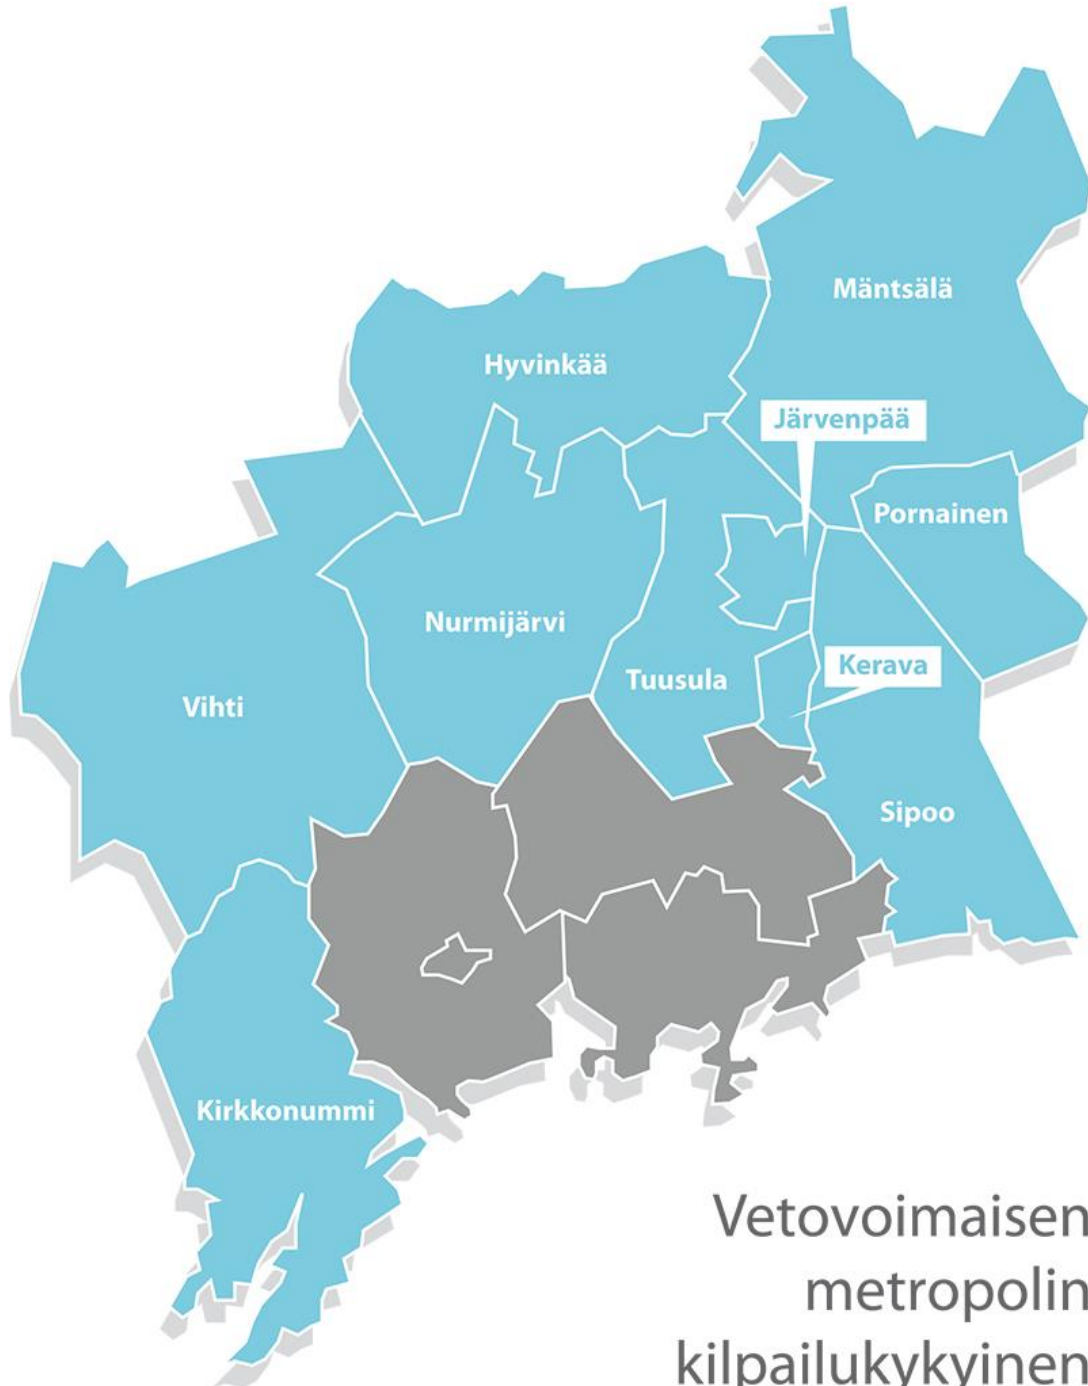 Mäntsälä
Hyvinkää
Järvenpää
Pornainen
Nurmijärvi
Kerava
Tuusula
Vihti
Sipoo
Kirkkonummi
Vetovoimaisen
metropolin
kilpailukykyinen